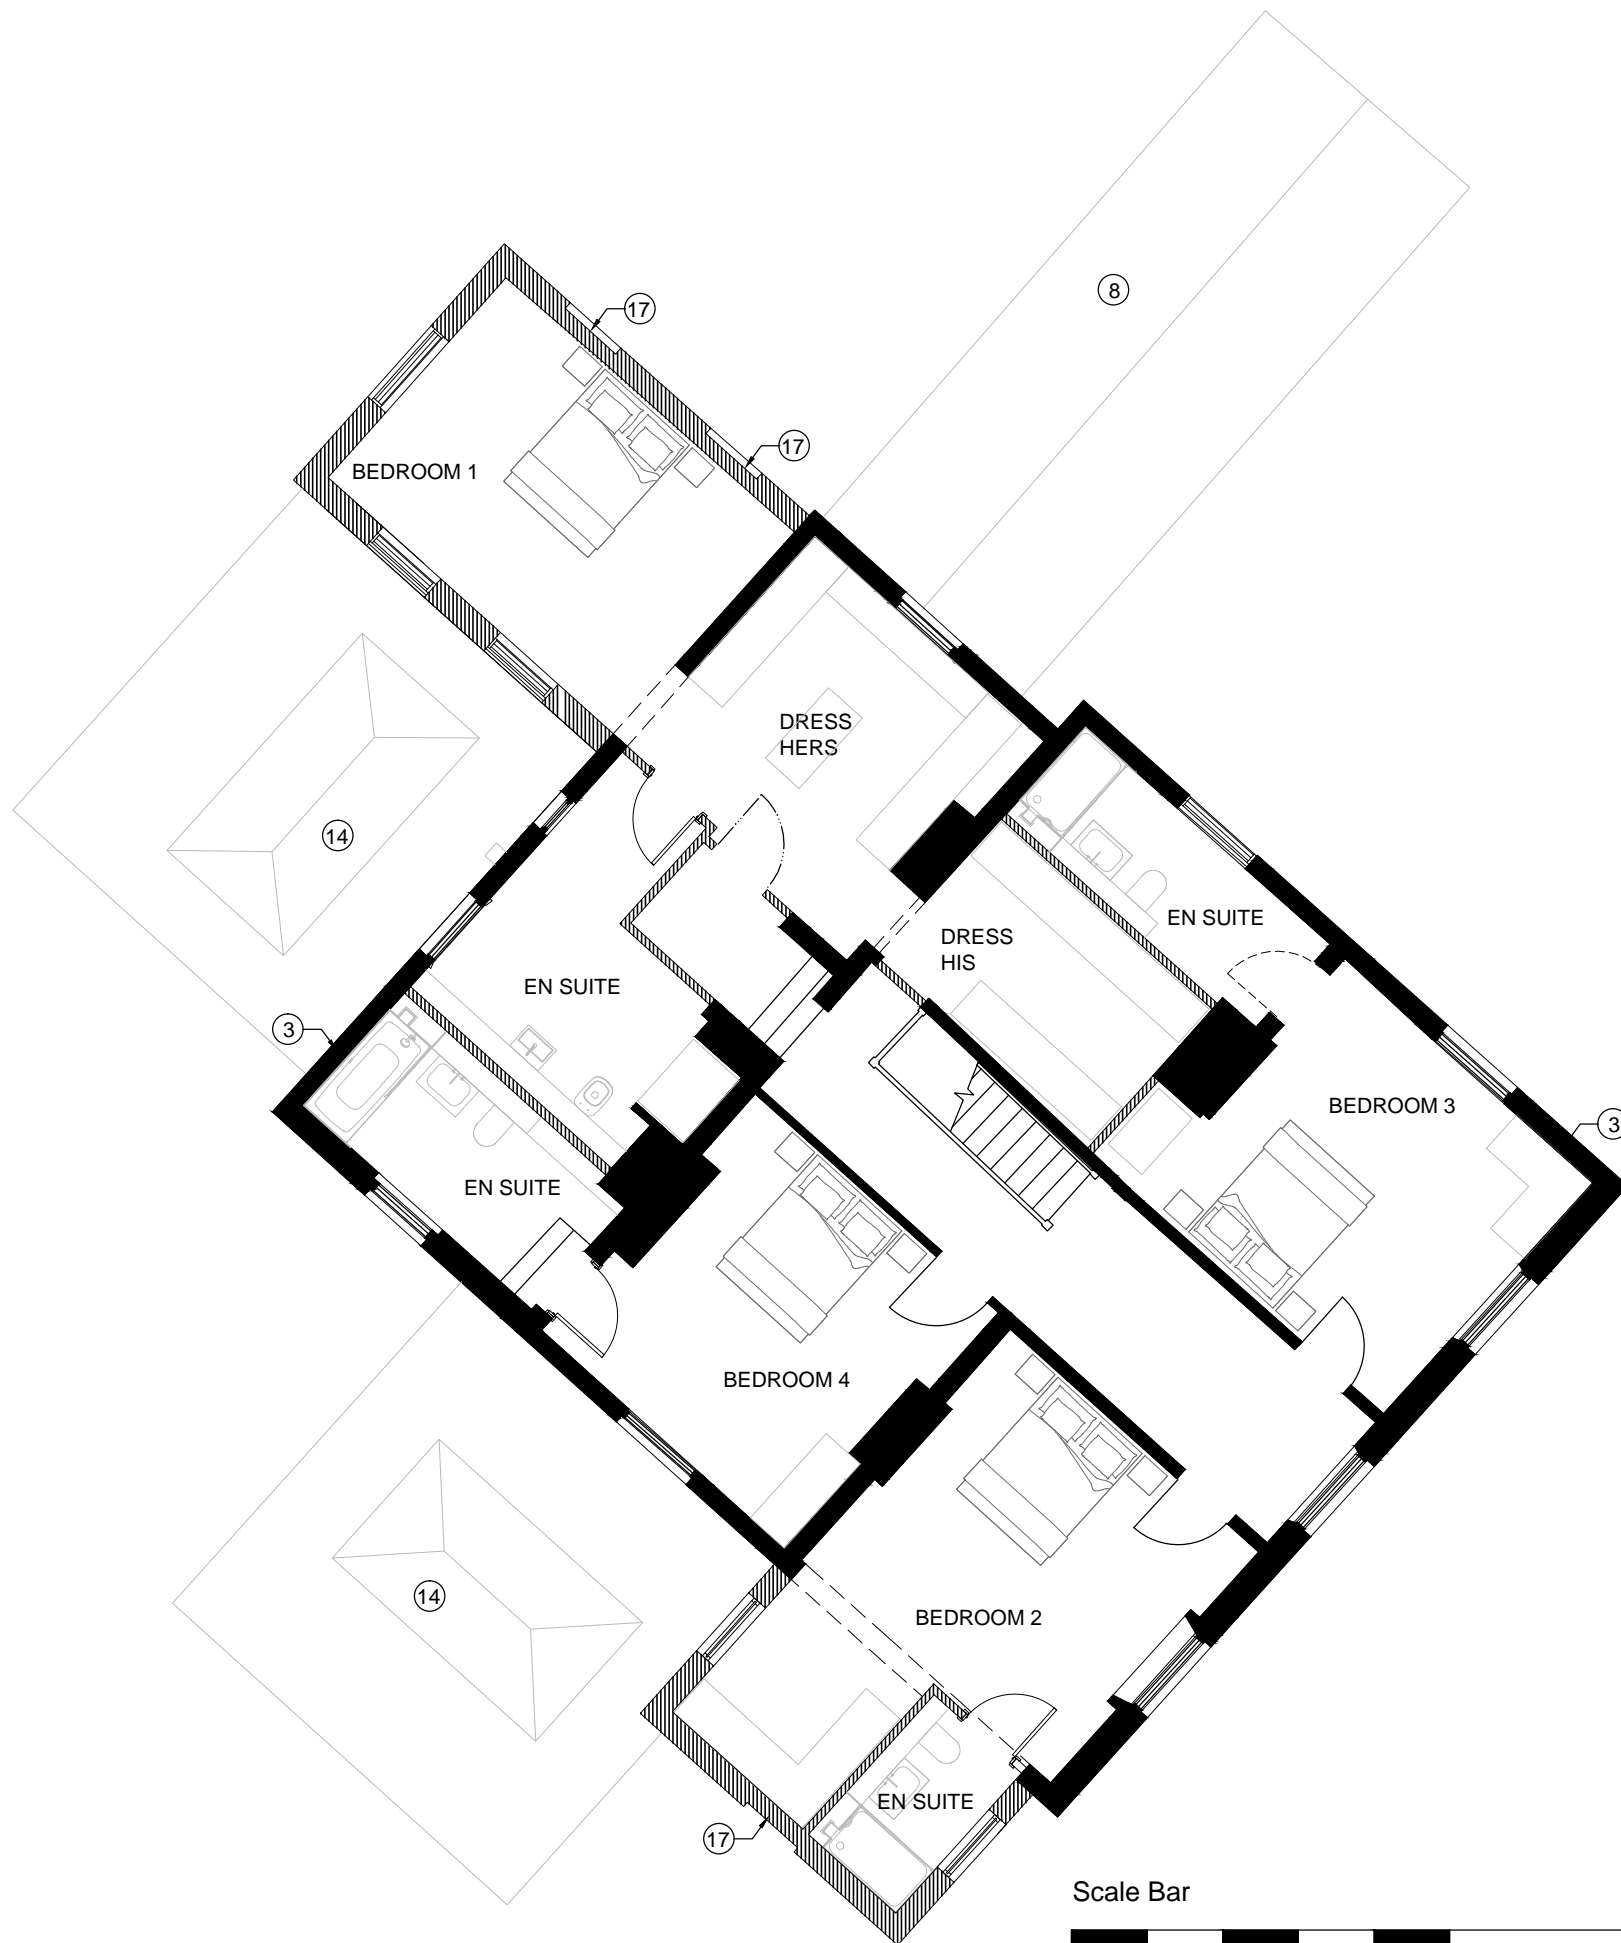 8
17
17
BEDROOM 1
DRESS
HERS
14
EN SUITE
DRESS
HIS
EN SUITE
3
BEDROOM 3
3
EN SUITE
BEDROOM 4
14
BEDROOM 2
EN SUITE
17
Scale Bar